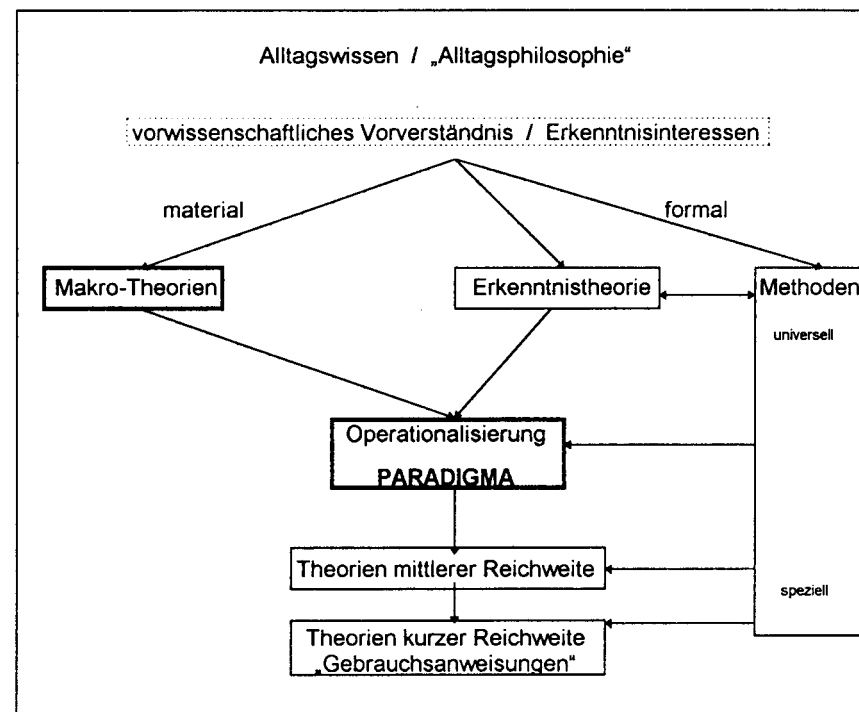 Alltagswissen / „Alltagsphilosophie“
vorwissenschaftliches Vorverständnis / Erkenntnisinteressen
material
formal
Makro-Theorien
Erkenntnistheorie
Methoden
universell
Operationalisierung
PARADIGMA
Theorien mittlerer Reichweite
speziell
Theorien kurzer Reichweite
„Gebrauchsanweisungen“